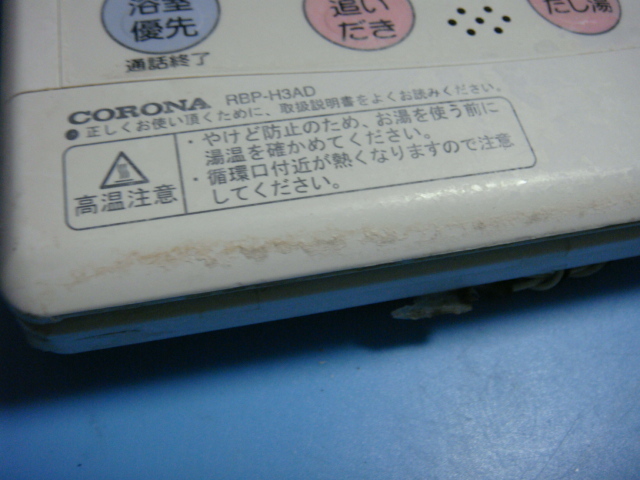 浴室
優先
追い
だき
たし湯
通話終了
CORONA RBP-H3AD
●正しくお使い頂くために、取扱説明書をよくお読みください。
高温注意
・やけど防止のため、お湯を使う前に
湯温を確かめてください。
・循環口付近が熱くなりますので注意
してください。